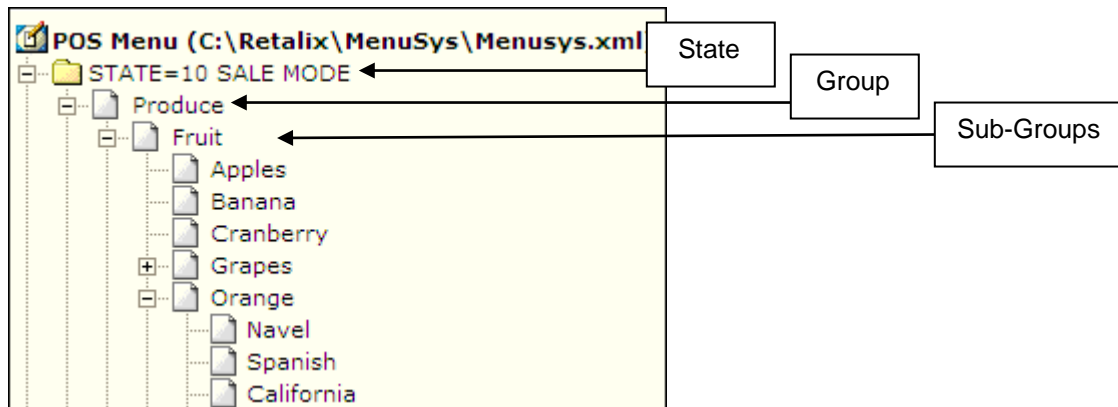 POS Menu (C:\Retalix\MenuSys\Menusys.xml)
State
STATE=10 SALE MODE
Group
Produce
Sub-Groups
Fruit
Apples
Banana
Cranberry
Grapes
Orange
Navel
Spanish
California